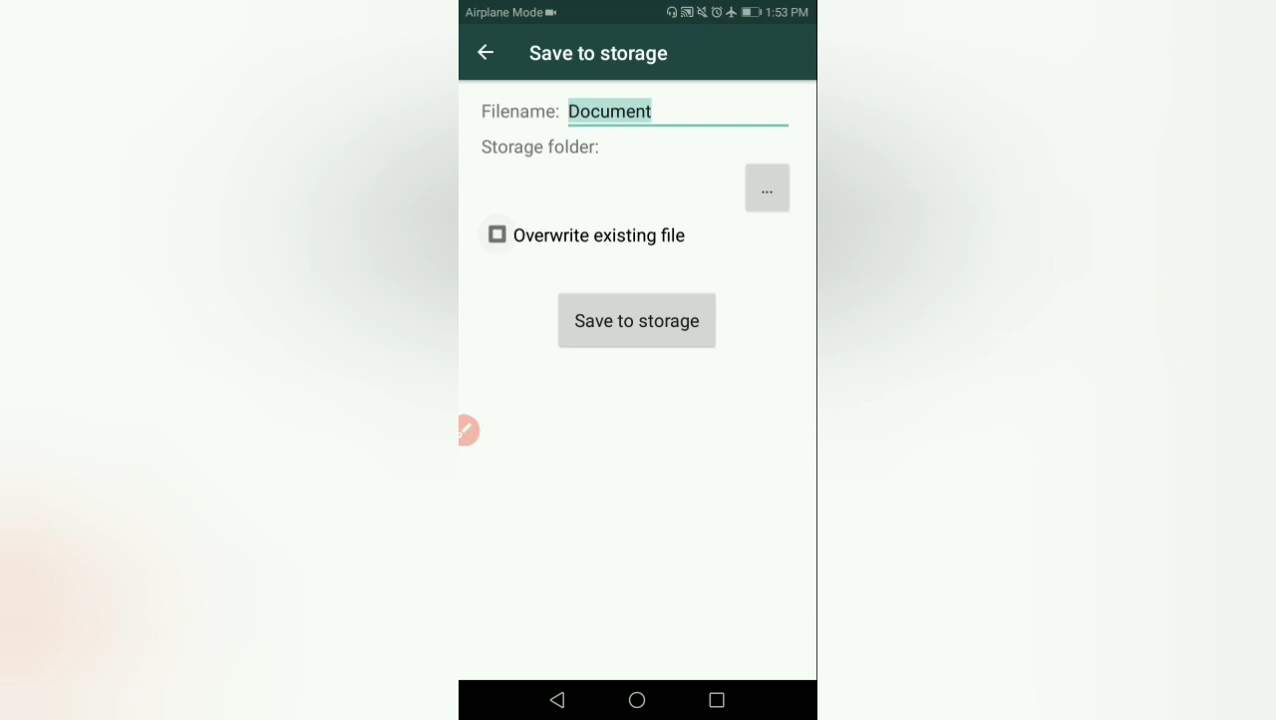 Airplane Mode 1:53 PM
Save to storage
Filename: Document
Storage folder:
...
Overwrite existing file
Save to storage